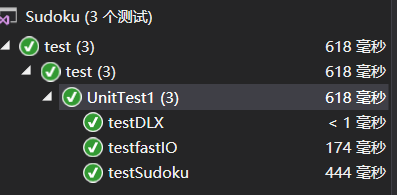 Sudoku (3 个测试)
test (3) 618 毫秒
test (3) 618 毫秒
UnitTest1 (3) 618 毫秒
testDLX < 1 毫秒
testfastIO 174 毫秒
testSudoku 444 毫秒